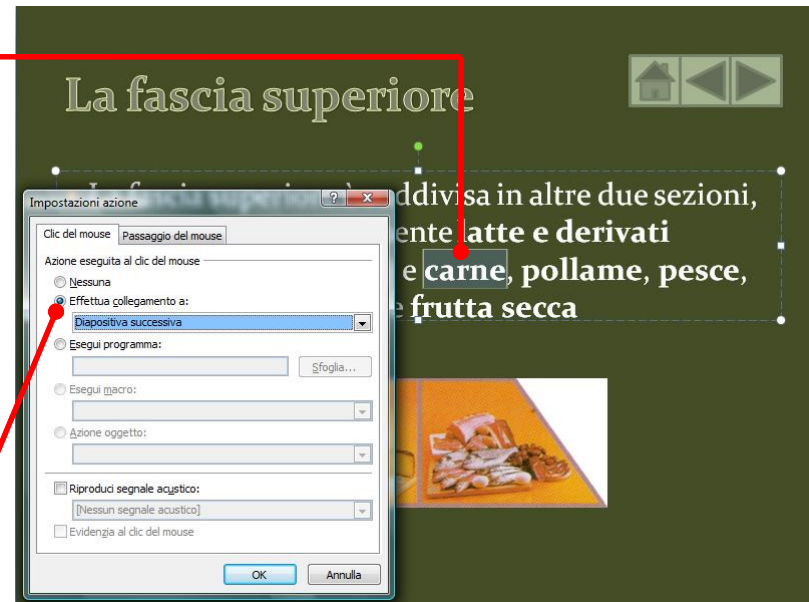 La fascia superiore
ddivisa in altre due sezioni,
ente latte e derivati
e carne, pollame, pesce,
e frutta secca
Impostazioni azione
Clic del mouse
Passaggio del mouse
Azione eseguita al clic del mouse
Nessuna
Effettua collegamento a:
Diapositiva successiva
Esegui programma:
Sfoglia...
Esegui macro:
Azione oggetto:
Riproduci segnale acustico:
[Nessun segnale acustico]
Evidenzia al clic del mouse
OK
Annulla